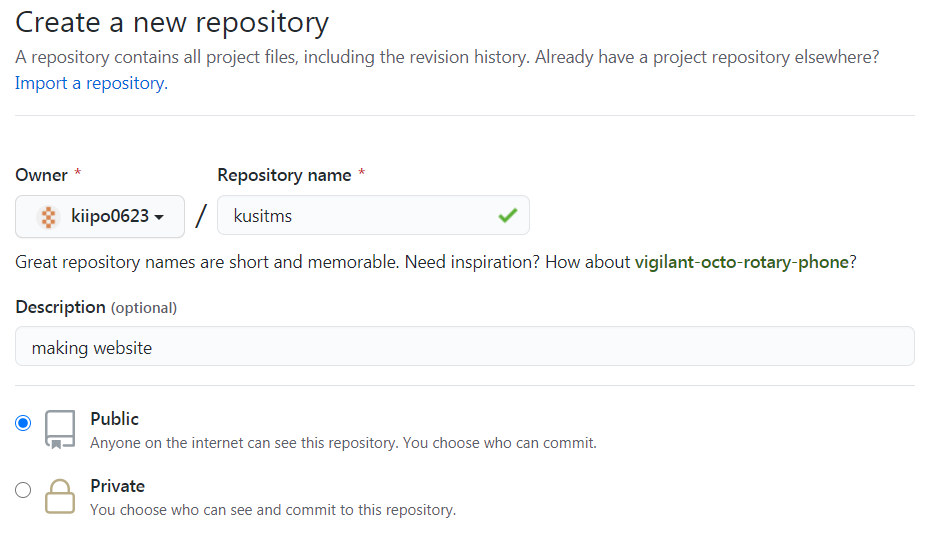 Create a new repository
A repository contains all project files, including the revision history. Already have a project repository elsewhere?
Import a repository.
Owner * Repository name *
kiipo0623 / kusitms
Great repository names are short and memorable. Need inspiration? How about vigilant-octo-rotary-phone?
Description (optional)
making website
Public
Anyone on the internet can see this repository. You choose who can commit.
Private
You choose who can see and commit to this repository.